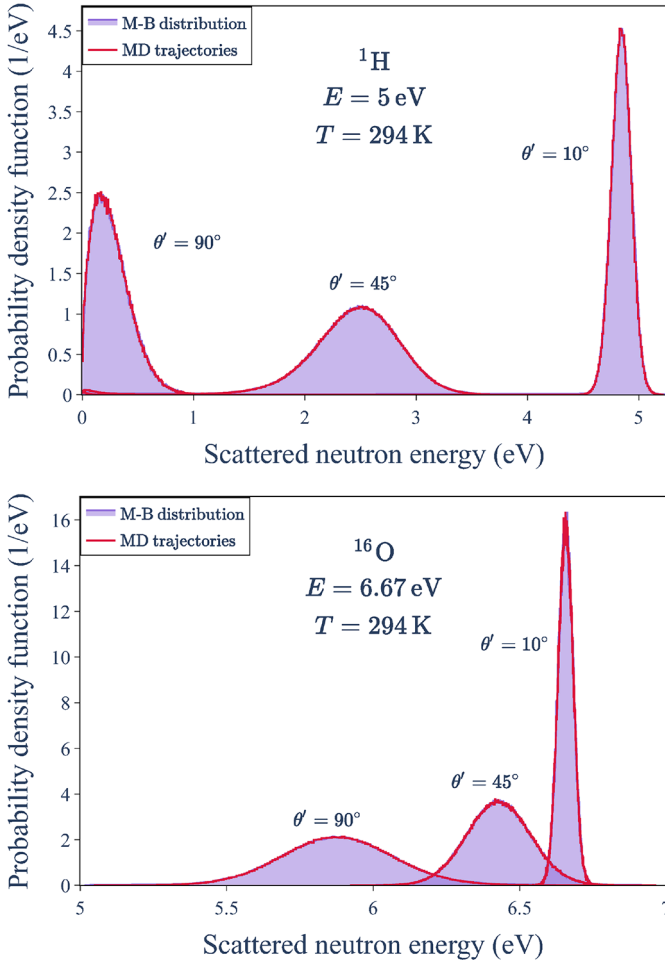 Probability density function (1/eV)
M-B distribution
MD trajectories
¹H
E = 5 eV
T = 294 K
θ′ = 10°
θ′ = 90°
θ′ = 45°
4.5
4
3.5
3
2.5
2
1.5
1
0.5
0
0 1 2 3 4 5
Scattered neutron energy (eV)
Probability density function (1/eV)
M-B distribution
MD trajectories
¹⁶O
E = 6.67 eV
T = 294 K
θ′ = 10°
θ′ = 45°
θ′ = 90°
16
14
12
10
8
6
4
2
0
5 5.5 6 6.5 7
Scattered neutron energy (eV)